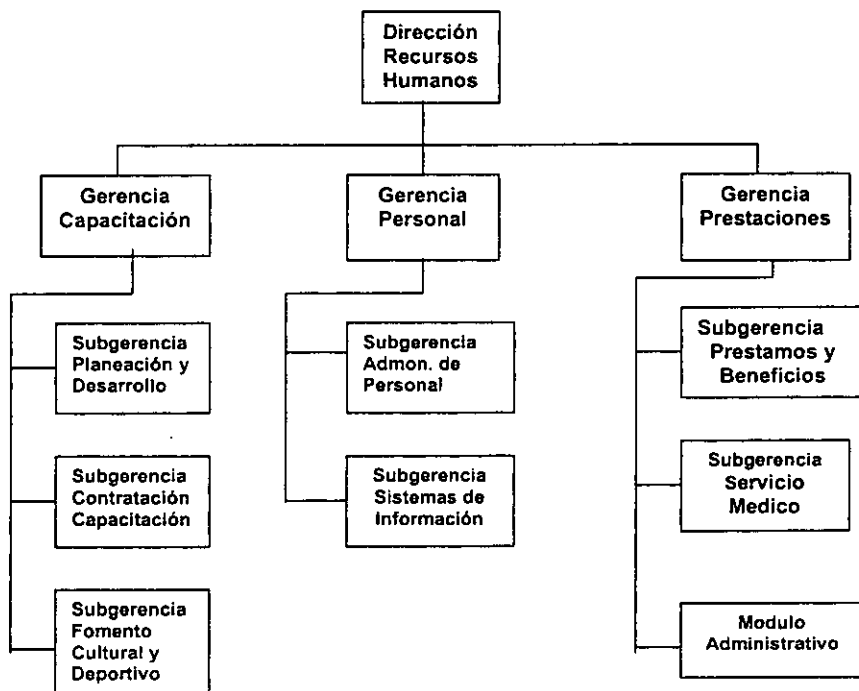 Dirección
Recursos
Humanos
Gerencia
Capacitación
Gerencia
Personal
Gerencia
Prestaciones
Subgerencia
Planeación y
Desarrollo
Subgerencia
Admon. de
Personal
Subgerencia
Prestamos y
Beneficios
Subgerencia
Contratación
Capacitación
Subgerencia
Sistemas de
Información
Subgerencia
Servicio
Medico
Subgerencia
Fomento
Cultural y
Deportivo
Modulo
Administrativo